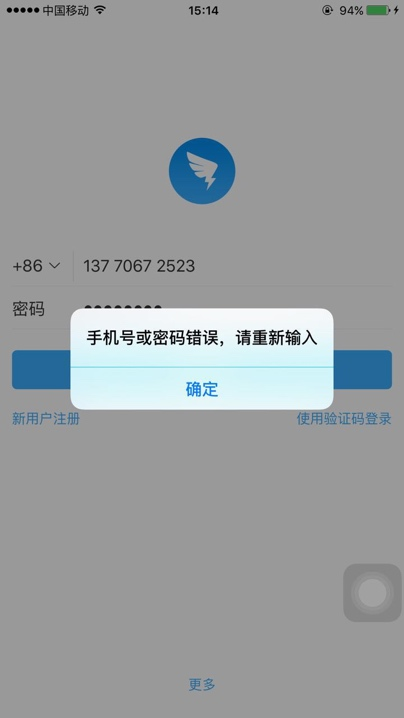 中国移动
15:14
94%
+86
137 7067 2523
密码
手机号或密码错误，请重新输入
确定
新用户注册
使用验证码登录
更多